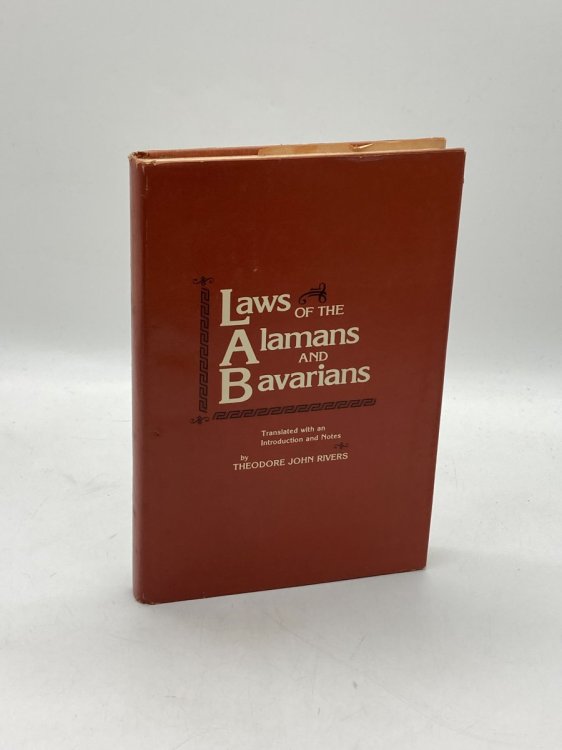 Laws OF THE
Alamans
AND
Bavarians
Translated with an
Introduction and Notes
by
THEODORE JOHN RIVERS